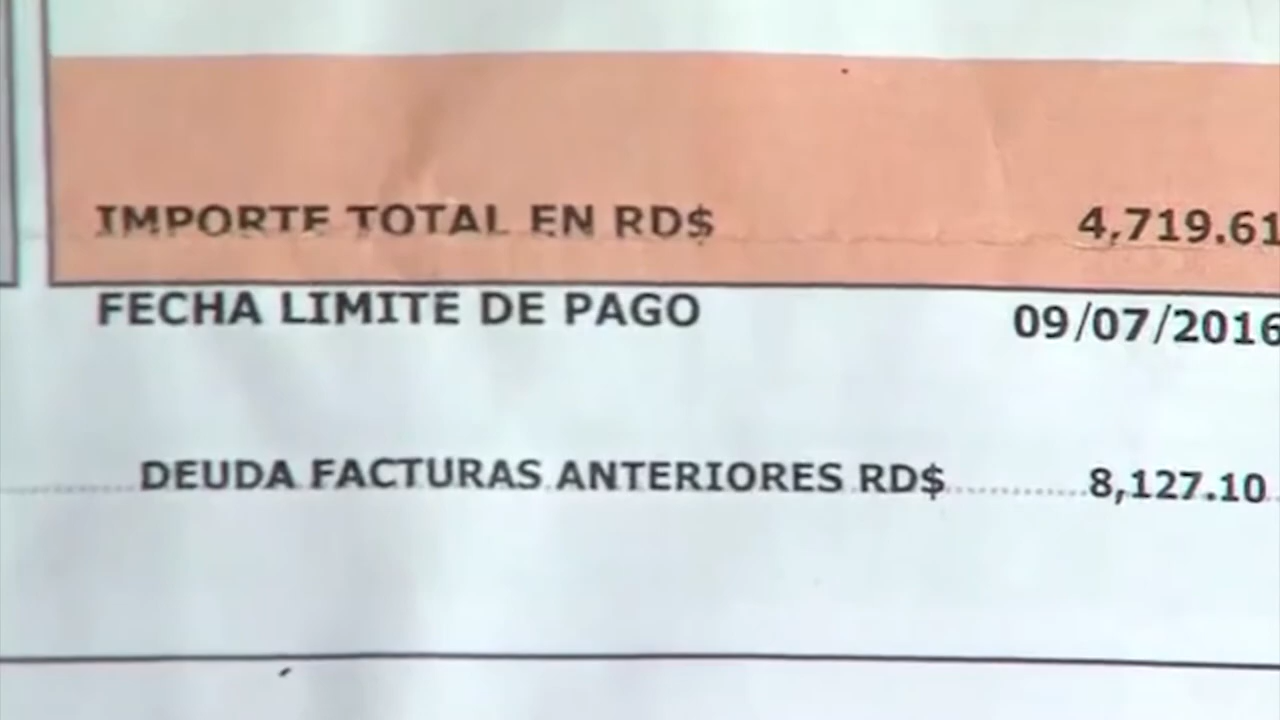 IMPORTE TOTAL EN RD$ 4,719.61
FECHA LIMITE DE PAGO 09/07/2016
DEUDA FACTURAS ANTERIORES RD$ 8,127.10